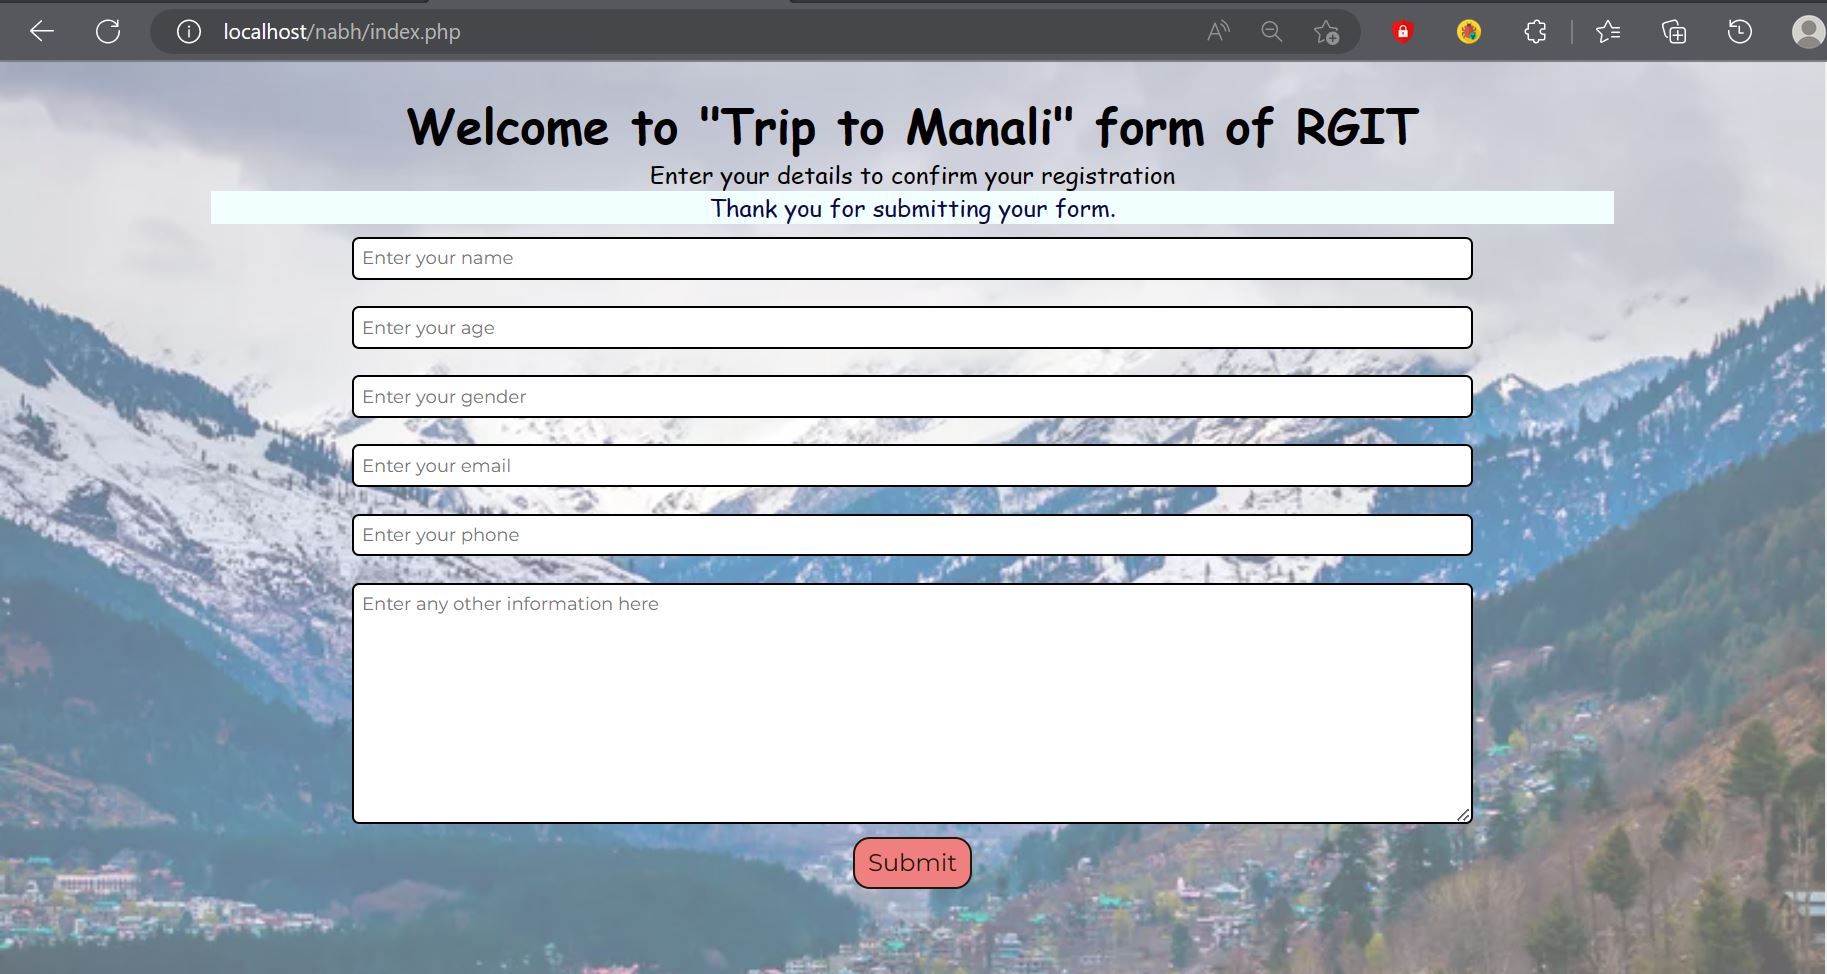 localhost/nabh/index.php
Welcome to "Trip to Manali" form of RGIT
Enter your details to confirm your registration
Thank you for submitting your form.
Enter your name
Enter your age
Enter your gender
Enter your email
Enter your phone
Enter any other information here
Submit